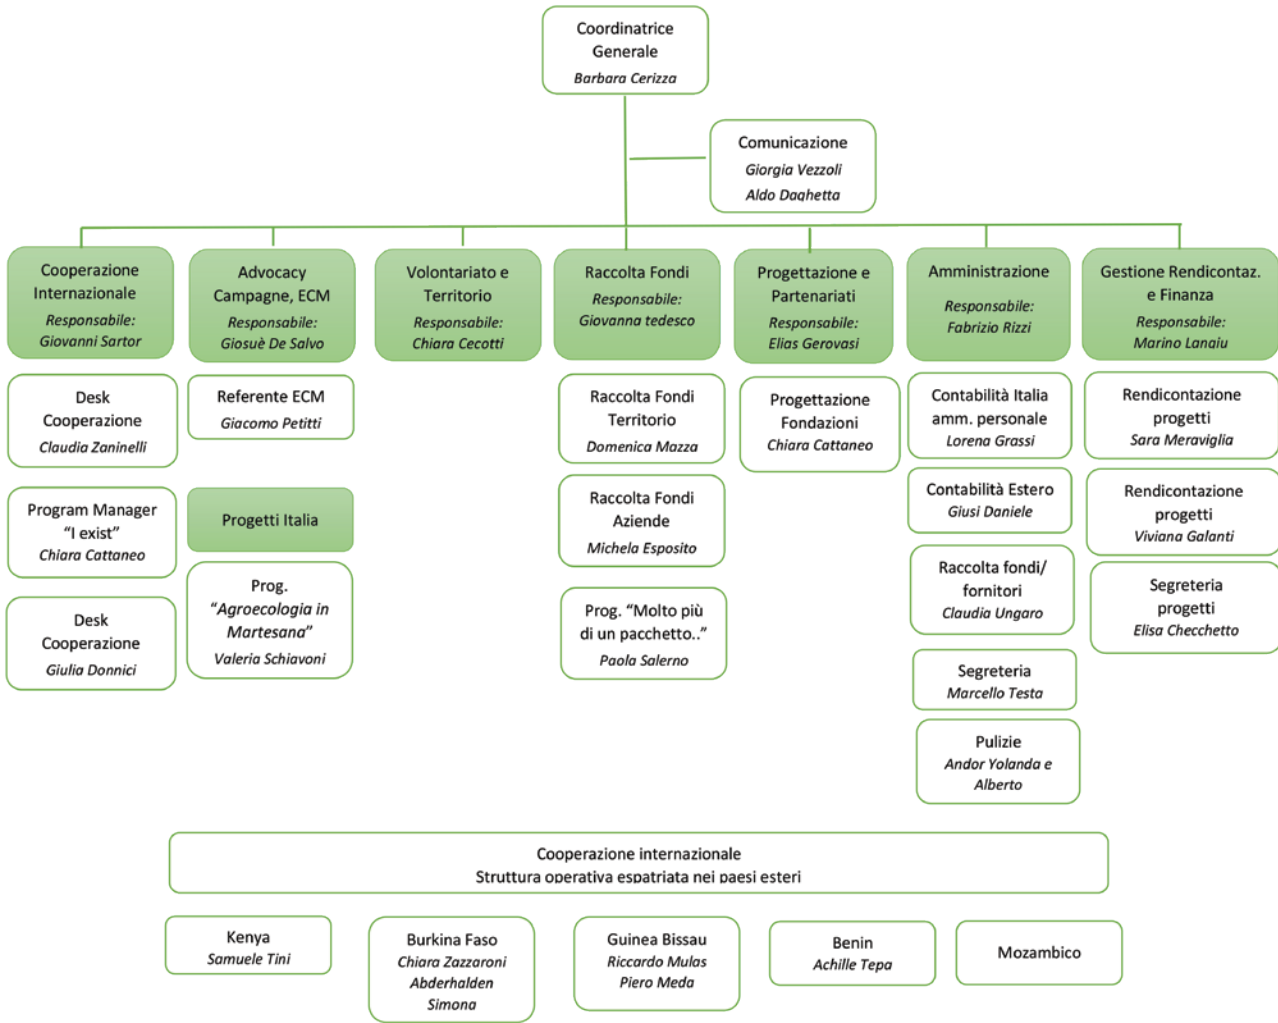 Coordinatrice
Generale
Barbara Cerizza
Comunicazione
Giorgia Vezzoli
Aldo Daghetta
Cooperazione
Internazionale
Responsabile:
Giovanni Sartor
Advocacy
Campagne, ECM
Responsabile:
Giosuè De Salvo
Volontariato e
Territorio
Responsabile:
Chiara Cecotti
Raccolta Fondi
Responsabile:
Giovanna tedesco
Progettazione e
Partenariati
Responsabile:
Elias Gerovasi
Amministrazione
Responsabile:
Fabrizio Rizzi
Gestione Rendicontaz.
e Finanza
Responsabile:
Marino Langiu
Desk
Cooperazione
Claudia Zaninelli
Program Manager
“I exist”
Chiara Cattaneo
Desk
Cooperazione
Giulia Donnici
Referente ECM
Giacomo Petitti
Progetti Italia
Prog.
“Agroecologia in
Martesana”
Valeria Schiavoni
Raccolta Fondi
Territorio
Domenica Mazza
Raccolta Fondi
Aziende
Michela Esposito
Prog. “Molto più
di un pacchetto..”
Paola Salerno
Progettazione
Fondazioni
Chiara Cattaneo
Contabilità Italia
amm. personale
Lorena Grassi
Contabilità Estero
Giusi Daniele
Raccolta fondi/
fornitori
Claudia Ungaro
Segreteria
Marcello Testa
Pulizie
Andor Yolanda e
Alberto
Rendicontazione
progetti
Sara Meraviglia
Rendicontazione
progetti
Viviana Galanti
Segreteria
progetti
Elisa Checchetto
Cooperazione internazionale
Struttura operativa espatriata nei paesi esteri
Kenya
Samuele Tini
Burkina Faso
Chiara Zazzaroni
Abderhalden
Simona
Guinea Bissau
Riccardo Mulas
Piero Meda
Benin
Achille Tepa
Mozambico